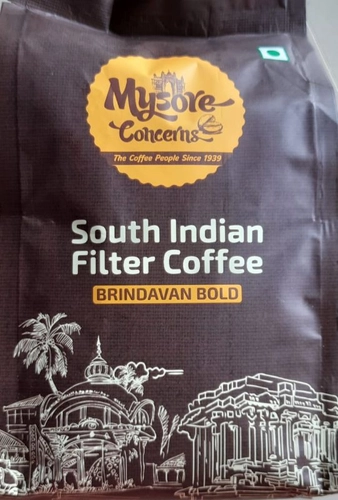 Mysore
Concerns
The Coffee People Since 1939
South Indian
Filter Coffee
BRINDAVAN BOLD